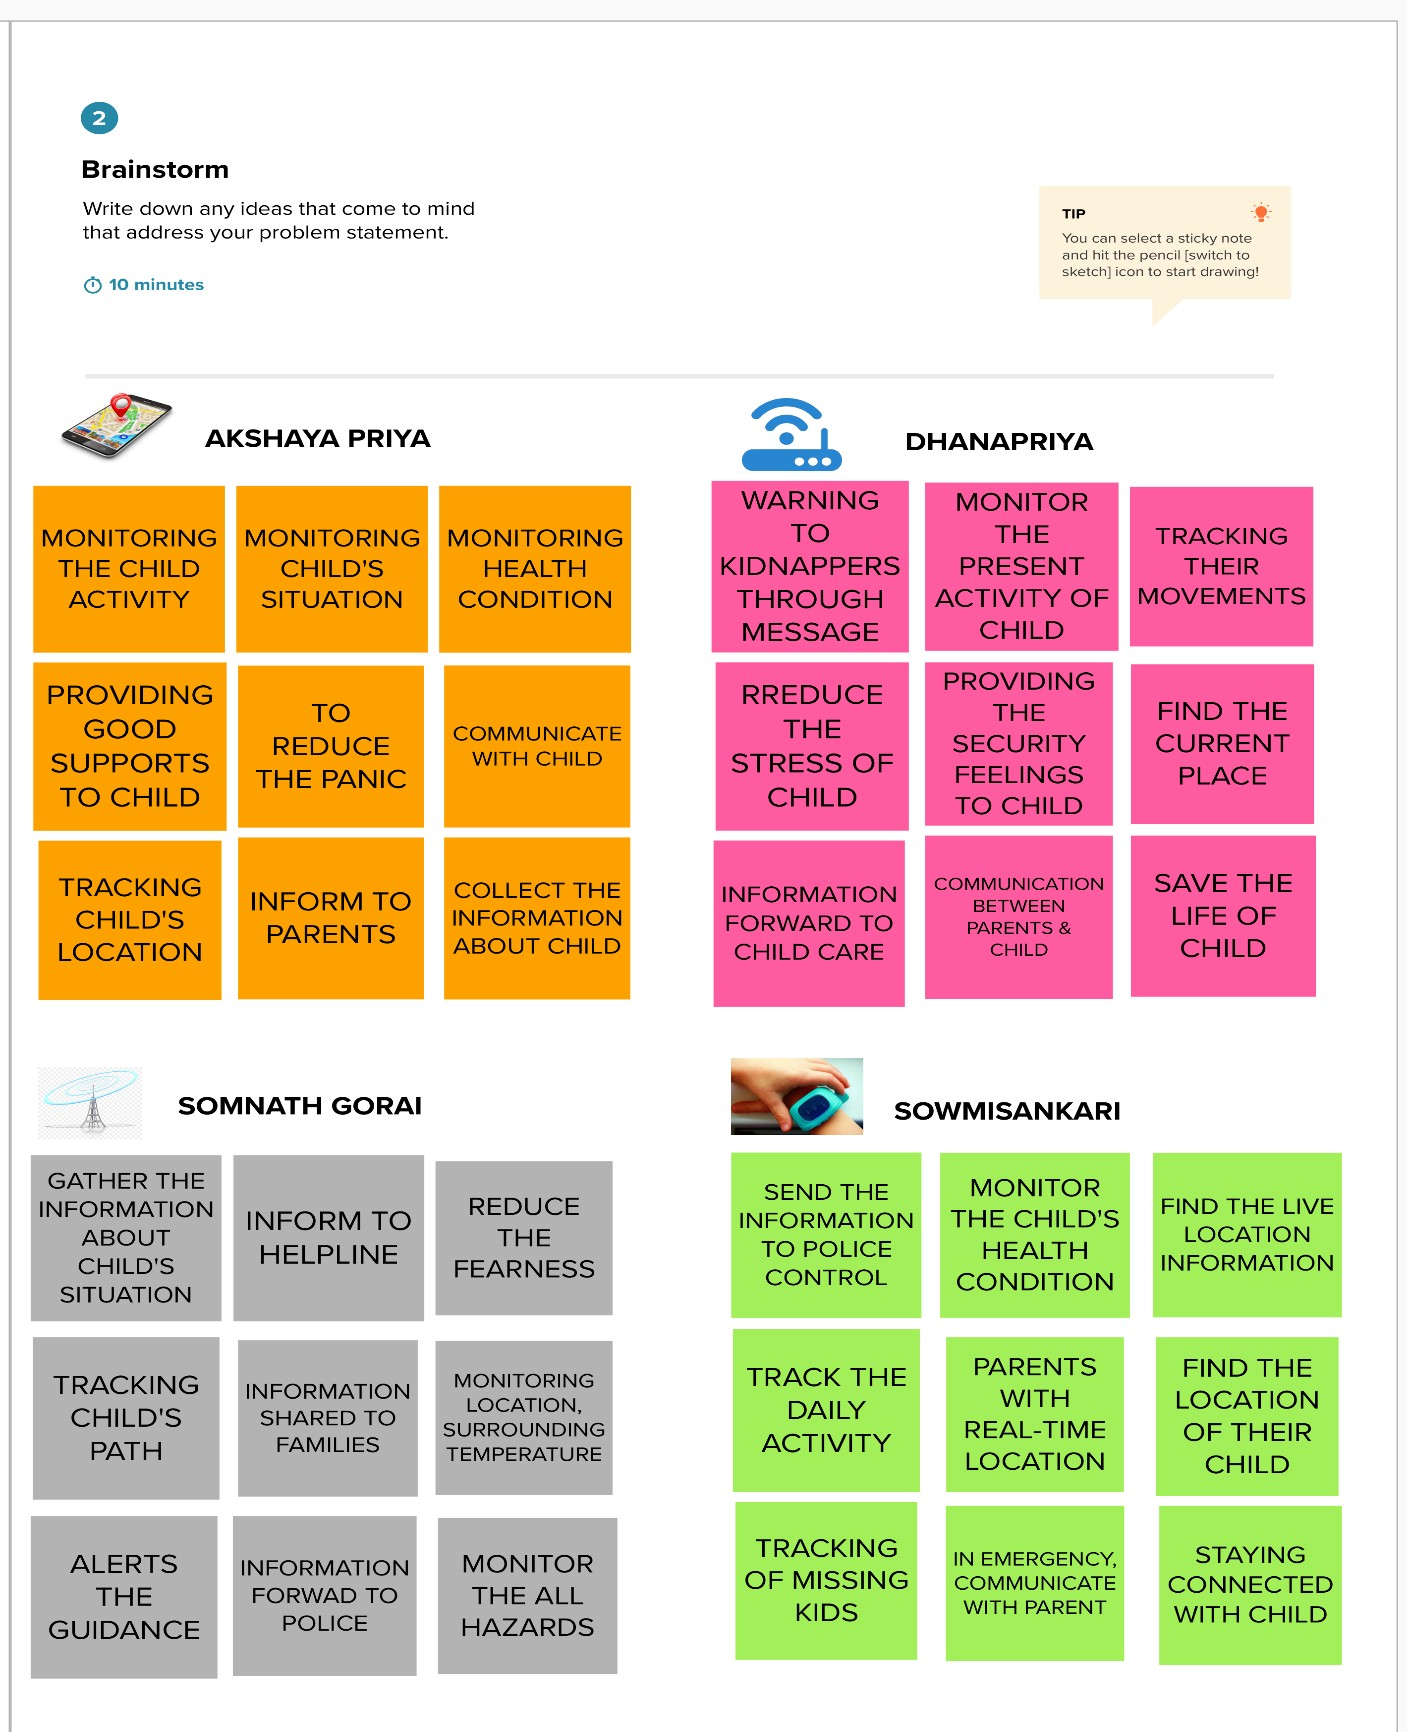 2
Brainstorm
Write down any ideas that come to mind
that address your problem statement.
10 minutes
TIP
You can select a sticky note
and hit the pencil [switch to
sketch] icon to start drawing!
AKSHAYA PRIYA
MONITORING
THE CHILD
ACTIVITY
MONITORING
CHILD'S
SITUATION
MONITORING
HEALTH
CONDITION
PROVIDING
GOOD
SUPPORTS
TO CHILD
TO
REDUCE
THE PANIC
COMMUNICATE
WITH CHILD
TRACKING
CHILD'S
LOCATION
INFORM TO
PARENTS
COLLECT THE
INFORMATION
ABOUT CHILD
DHANAPRIYA
WARNING
TO
KIDNAPPERS
THROUGH
MESSAGE
MONITOR
THE
PRESENT
ACTIVITY OF
CHILD
TRACKING
THEIR
MOVEMENTS
RREDUCE
THE
STRESS OF
CHILD
PROVIDING
THE
SECURITY
FEELINGS
TO CHILD
FIND THE
CURRENT
PLACE
INFORMATION
FORWARD TO
CHILD CARE
COMMUNICATION
BETWEEN
PARENTS &
CHILD
SAVE THE
LIFE OF
CHILD
SOMNATH GORAI
GATHER THE
INFORMATION
ABOUT
CHILD'S
SITUATION
INFORM TO
HELPLINE
REDUCE
THE
FEARNESS
TRACKING
CHILD'S
PATH
INFORMATION
SHARED TO
FAMILIES
MONITORING
LOCATION,
SURROUNDING
TEMPERATURE
ALERTS
THE
GUIDANCE
INFORMATION
FORWAD TO
POLICE
MONITOR
THE ALL
HAZARDS
SOWMISANKARI
SEND THE
INFORMATION
TO POLICE
CONTROL
MONITOR
THE CHILD'S
HEALTH
CONDITION
FIND THE LIVE
LOCATION
INFORMATION
TRACK THE
DAILY
ACTIVITY
PARENTS
WITH
REAL-TIME
LOCATION
FIND THE
LOCATION
OF THEIR
CHILD
TRACKING
OF MISSING
KIDS
IN EMERGENCY,
COMMUNICATE
WITH PARENT
STAYING
CONNECTED
WITH CHILD